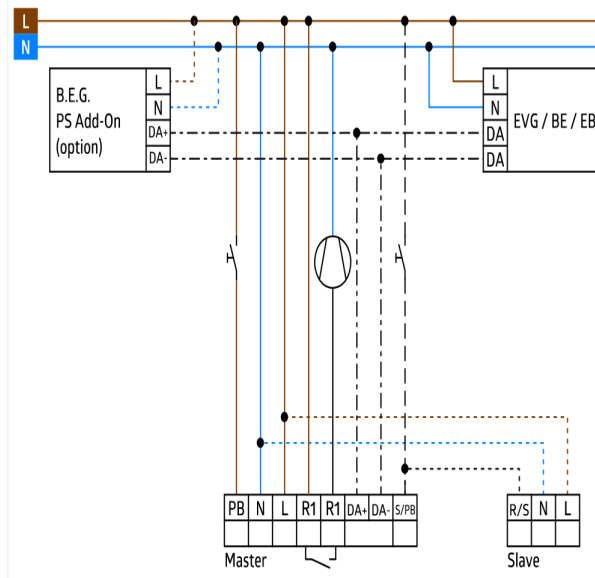 L
N
B.E.G.
PS Add-On
(option)
L
N
DA+
DA-
L
N
DA
DA
EVG / BE / EB
PB N L R1 R1 DA+ DA- S/PB
R/S N L
Master
Slave